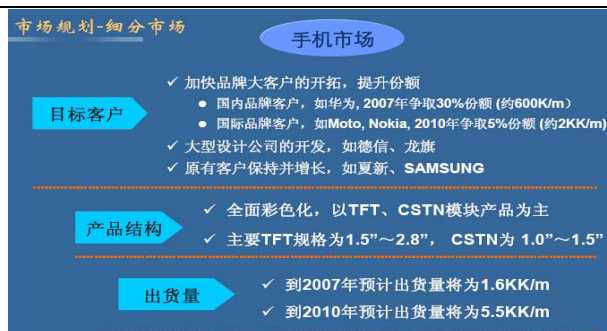 市场规划-细分市场
手机市场
目标客户
✓ 加快品牌大客户的开拓，提升份额
● 国内品牌客户，如华为, 2007年争取30%份额 (约600K/m）
● 国际品牌客户，如Moto, Nokia, 2010年争取5%份额 (约2KK/m)
✓ 大型设计公司的开发，如德信、龙旗
✓ 原有客户保持并增长，如夏新、SAMSUNG
产品结构
✓ 全面彩色化，以TFT、CSTN模块产品为主
✓ 主要TFT规格为1.5”～2.8”， CSTN为 1.0”～1.5”
出货量
✓ 到2007年预计出货量将为1.6KK/m
✓ 到2010年预计出货量将为5.5KK/m